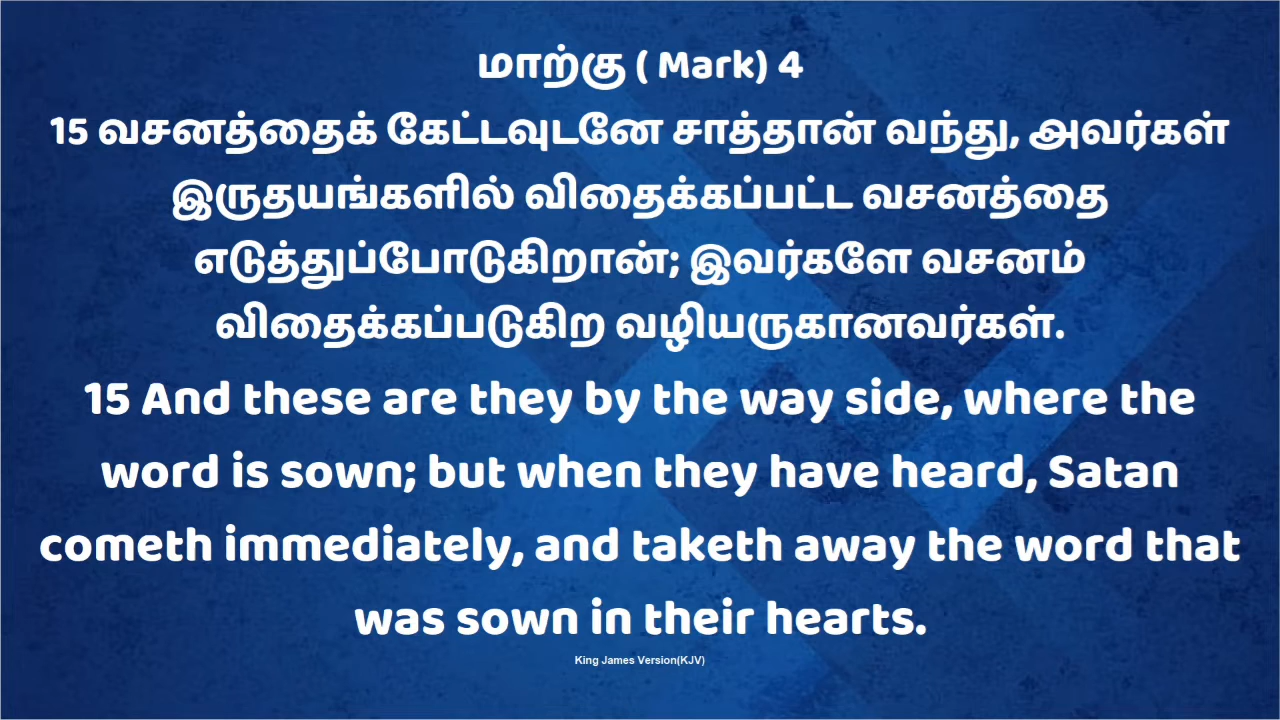 மாற்கு ( Mark) 4
15 வசனத்தைக் கேட்டவுடனே சாத்தான் வந்து, அவர்கள்
இருதயங்களில் விதைக்கப்பட்ட வசனத்தை
எடுத்துப்போடுகிறான்; இவர்களே வசனம்
விதைக்கப்படுகிற வழியருகானவர்கள்.
15 And these are they by the way side, where the
word is sown; but when they have heard, Satan
cometh immediately, and taketh away the word that
was sown in their hearts.
King James Version(KJV)